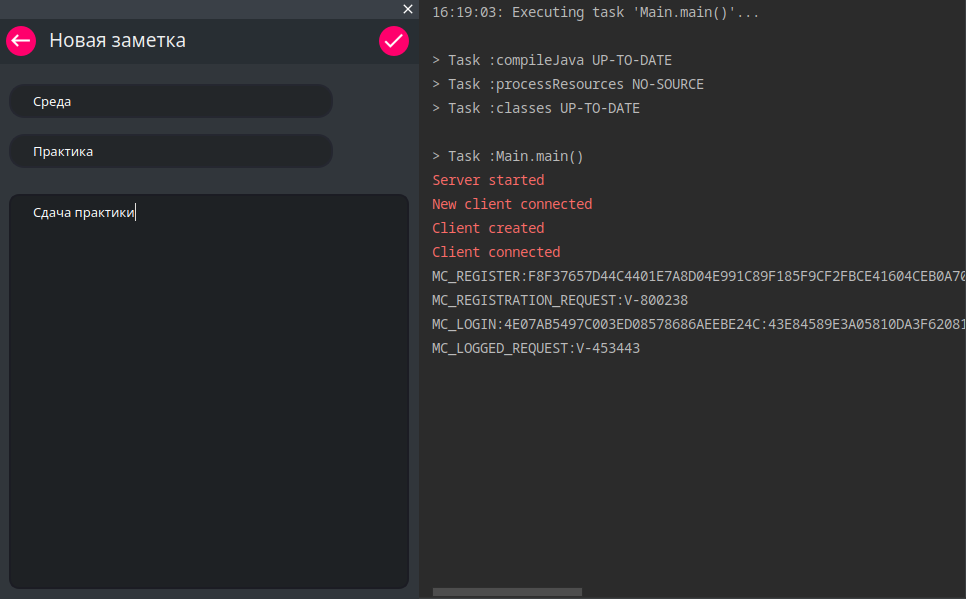 Новая заметка
Среда
Практика
Сдача практики
16:19:03: Executing task 'Main.main()'...
> Task :compileJava UP-TO-DATE
> Task :processResources NO-SOURCE
> Task :classes UP-TO-DATE
> Task :Main.main()
Server started
New client connected
Client created
Client connected
MC_REGISTER:F8F37657D44C4401E7A8D04E991C89F185F9CF2FBCE41604CEB0A70
MC_REGISTRATION_REQUEST:V-800238
MC_LOGIN:4E07AB5497C003ED08578686AEEBE24C:43E84589E3A05810DA3F62081
MC_LOGGED_REQUEST:V-453443